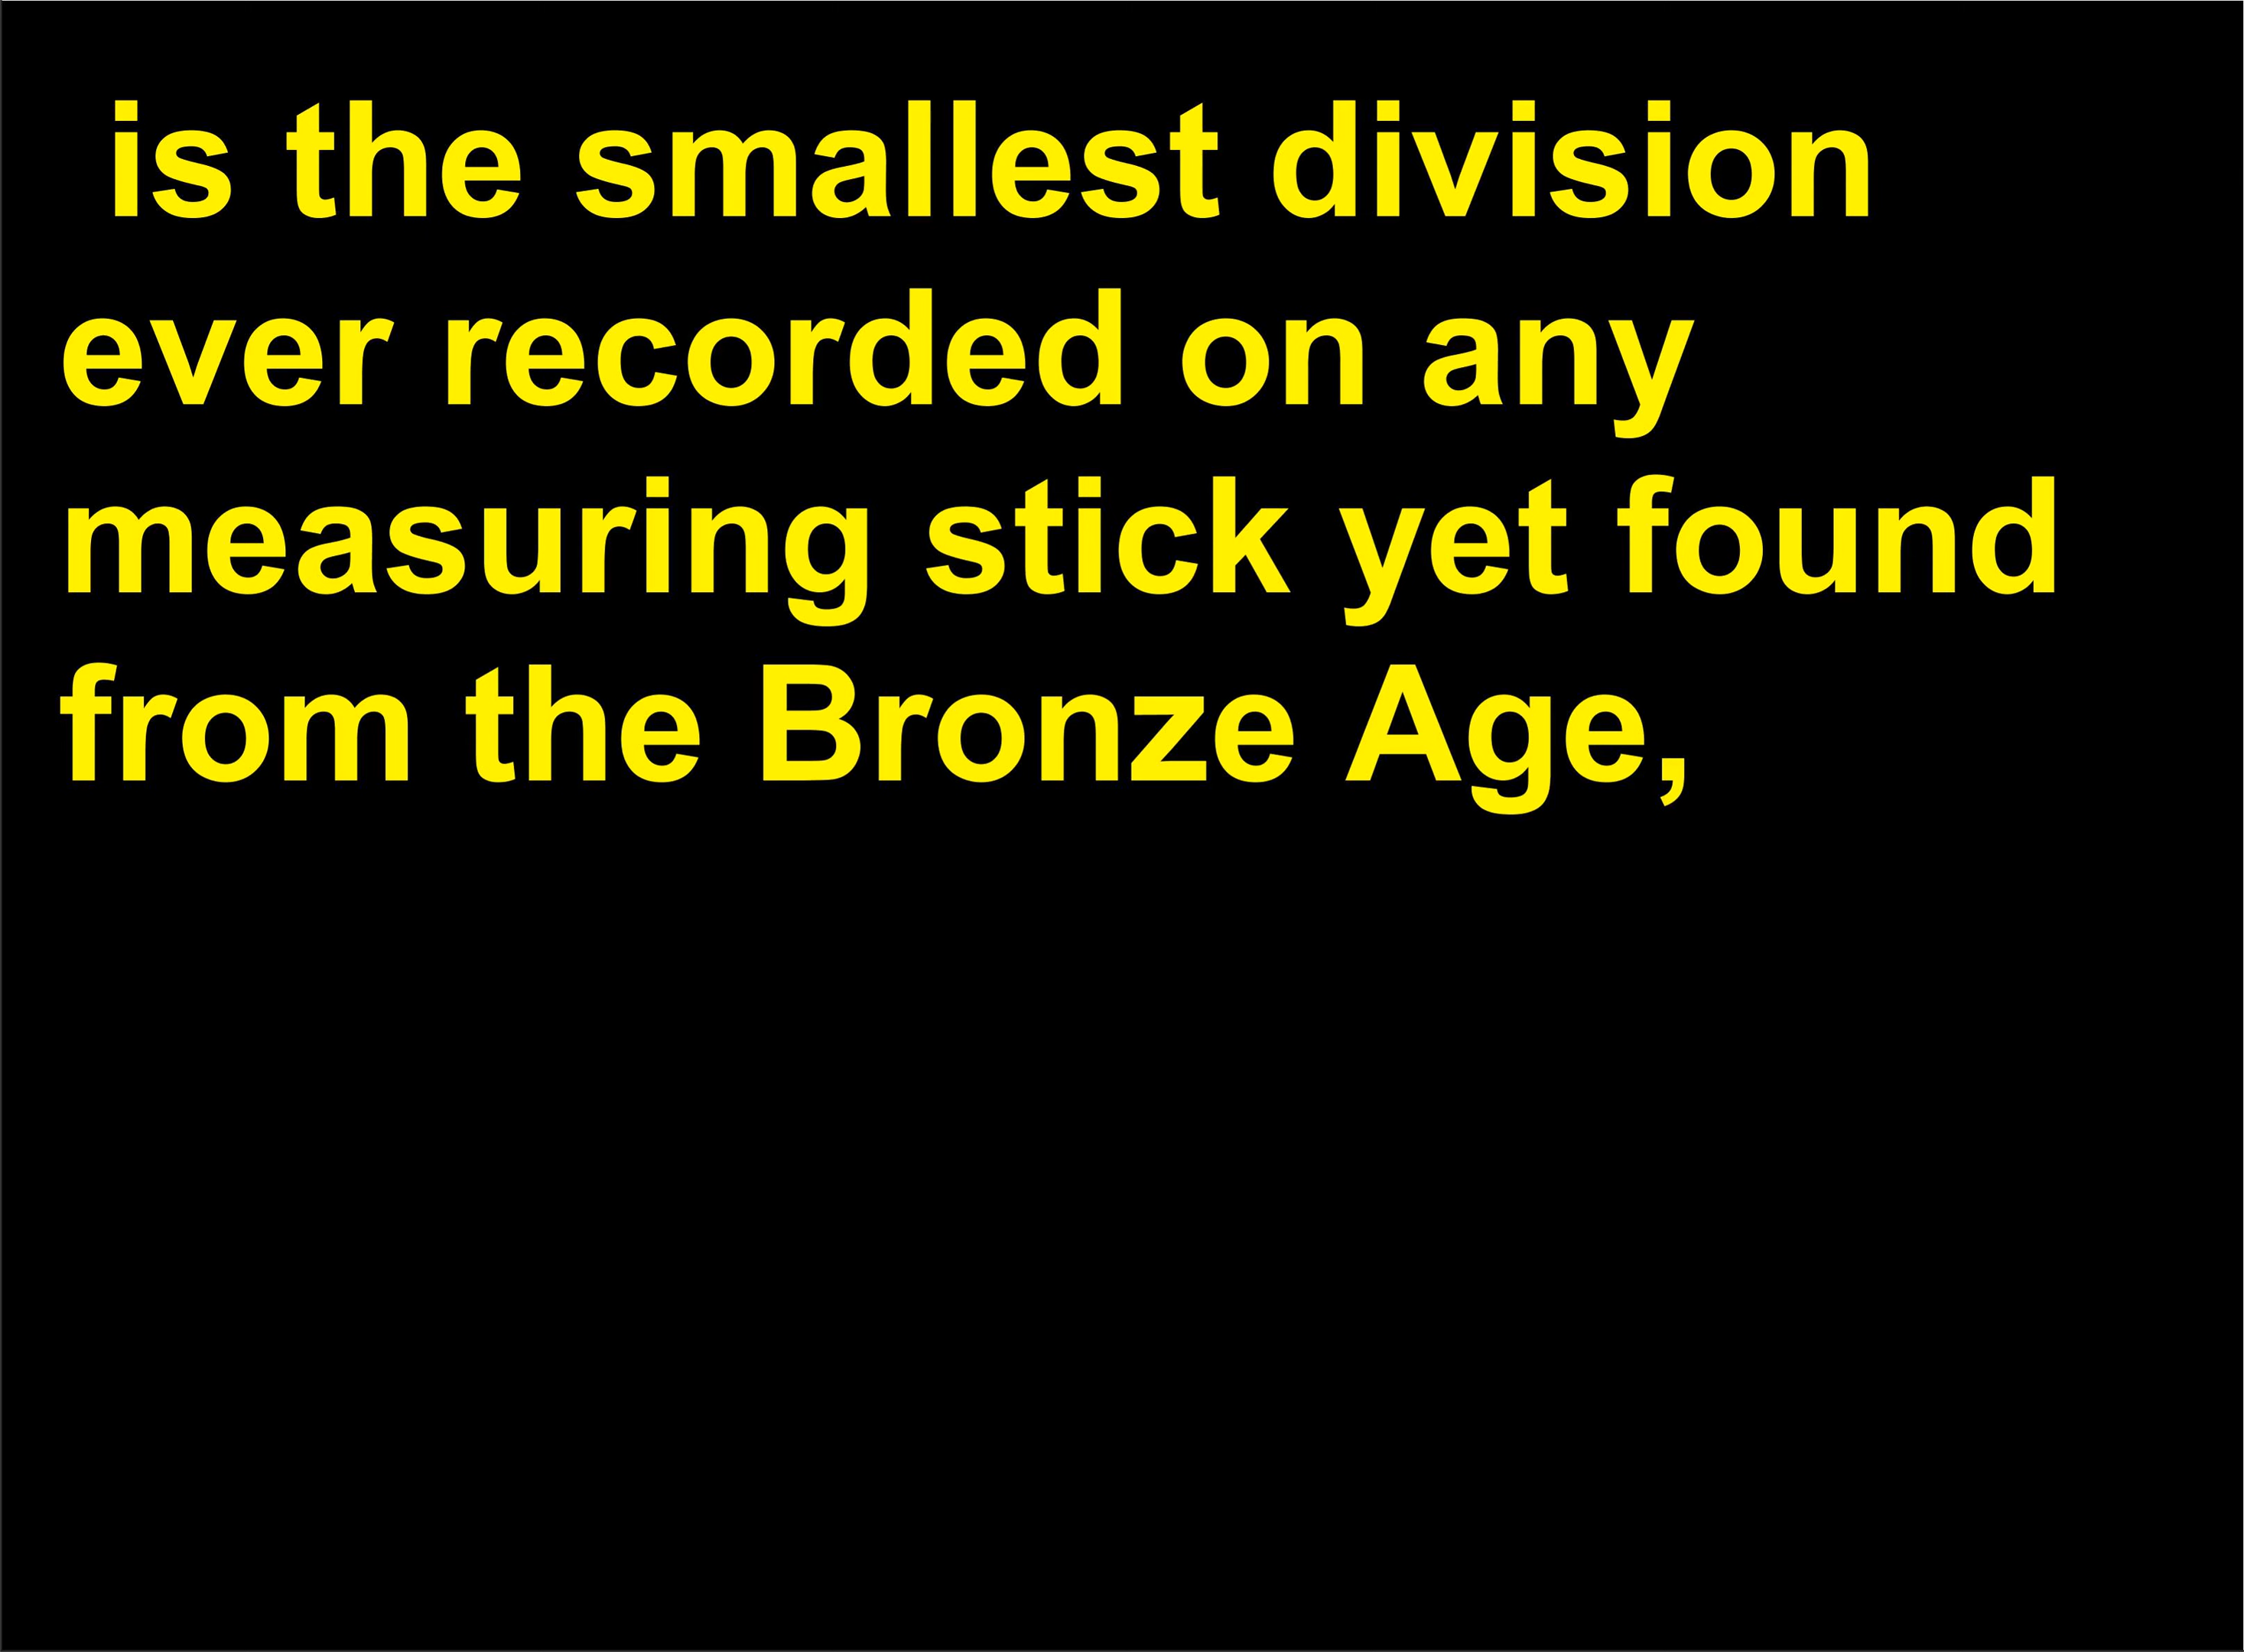 is the smallest division
ever recorded on any
measuring stick yet found
from the Bronze Age,